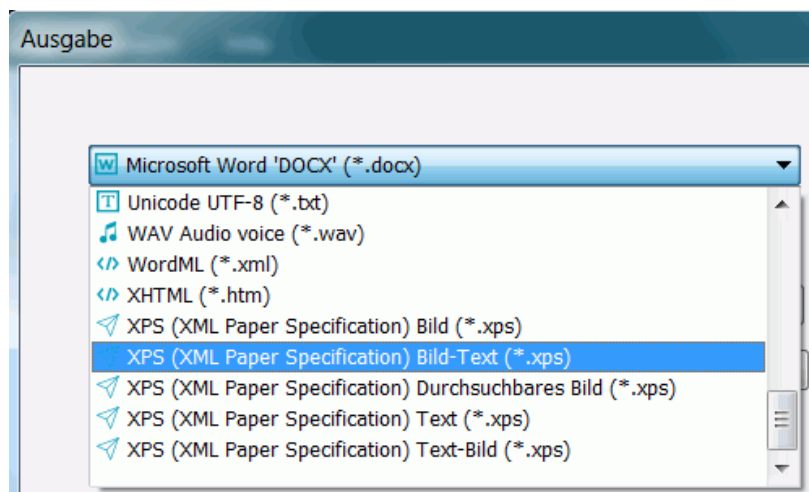 Ausgabe
Microsoft Word 'DOCX' (*.docx)
Unicode UTF-8 (*.txt)
WAV Audio voice (*.wav)
WordML (*.xml)
XHTML (*.htm)
XPS (XML Paper Specification) Bild (*.xps)
XPS (XML Paper Specification) Bild-Text (*.xps)
XPS (XML Paper Specification) Durchsuchbares Bild (*.xps)
XPS (XML Paper Specification) Text (*.xps)
XPS (XML Paper Specification) Text-Bild (*.xps)